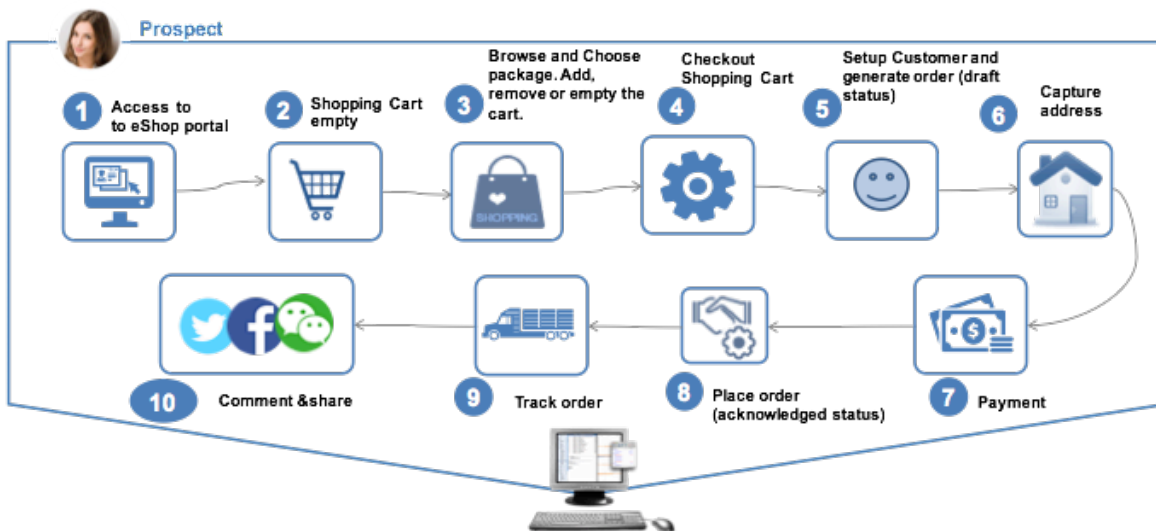 Prospect
1
Access to
to eShop portal
2
Shopping Cart
empty
3
Browse and Choose
package. Add,
remove or empty the
cart.
4
Checkout
Shopping Cart
5
Setup Customer and
generate order (draft
status)
6
Capture
address
SHOPPING
$
7
Payment
8
Place order
(acknowledged status)
9
Track order
10
Comment &share
f